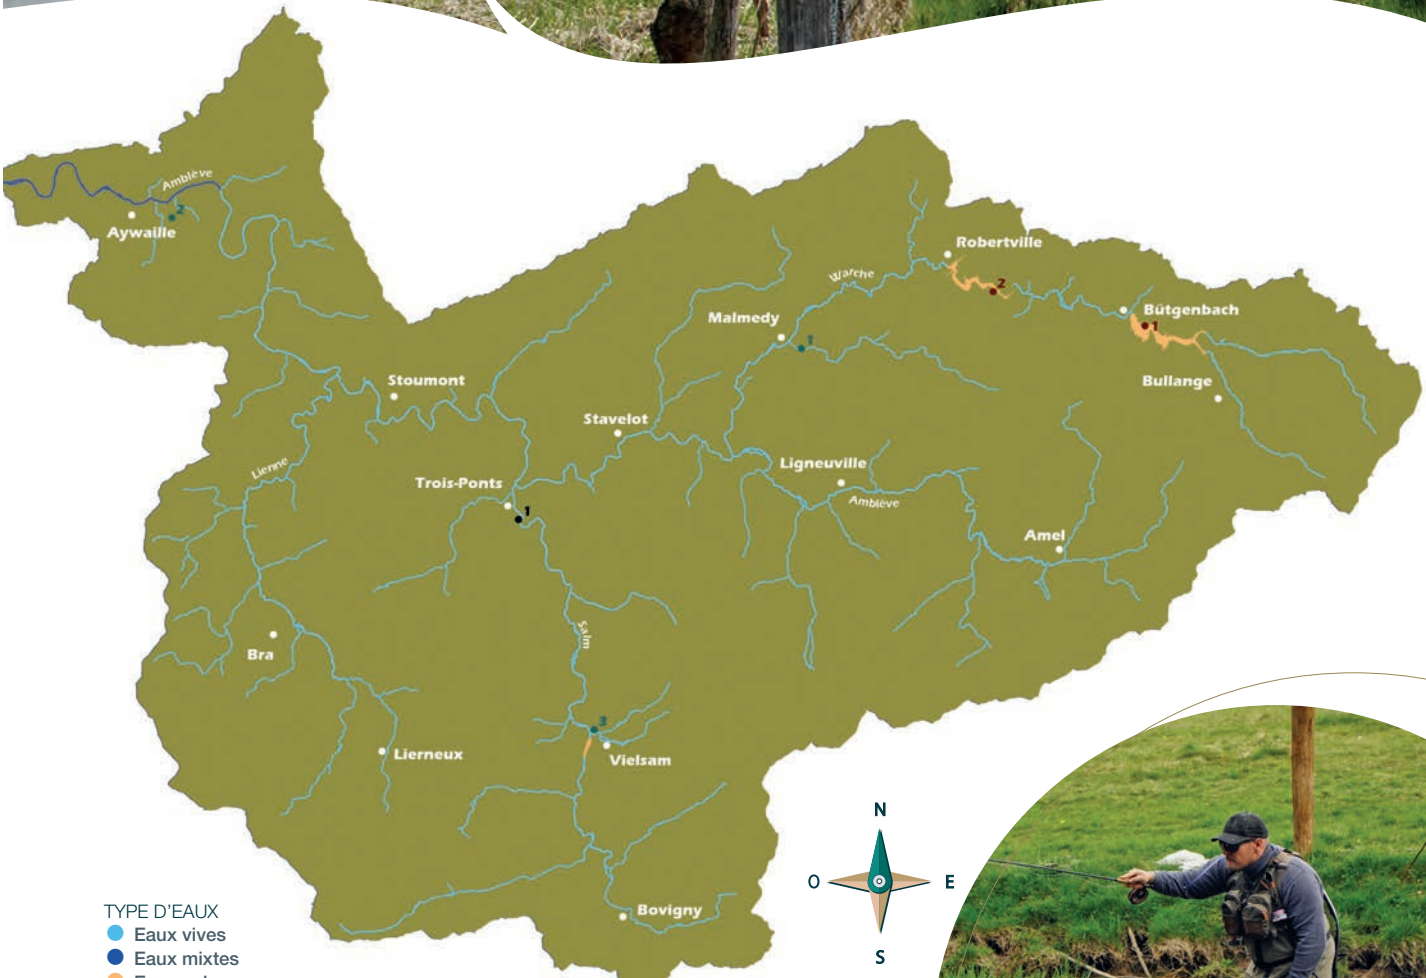 Amblève
2
Aywaille
Robertville
Warche
2
Bütgenbach
1
Malmedy
1
Bullange
Stoumont
Stavelot
Lienne
Ligneuville
Trois-Ponts
Amblève
1
Amel
Salm
Bra
3
Vielsam
Lierneux
N
O
E
S
Bovigny
TYPE D'EAUX
Eaux vives
Eaux mixtes